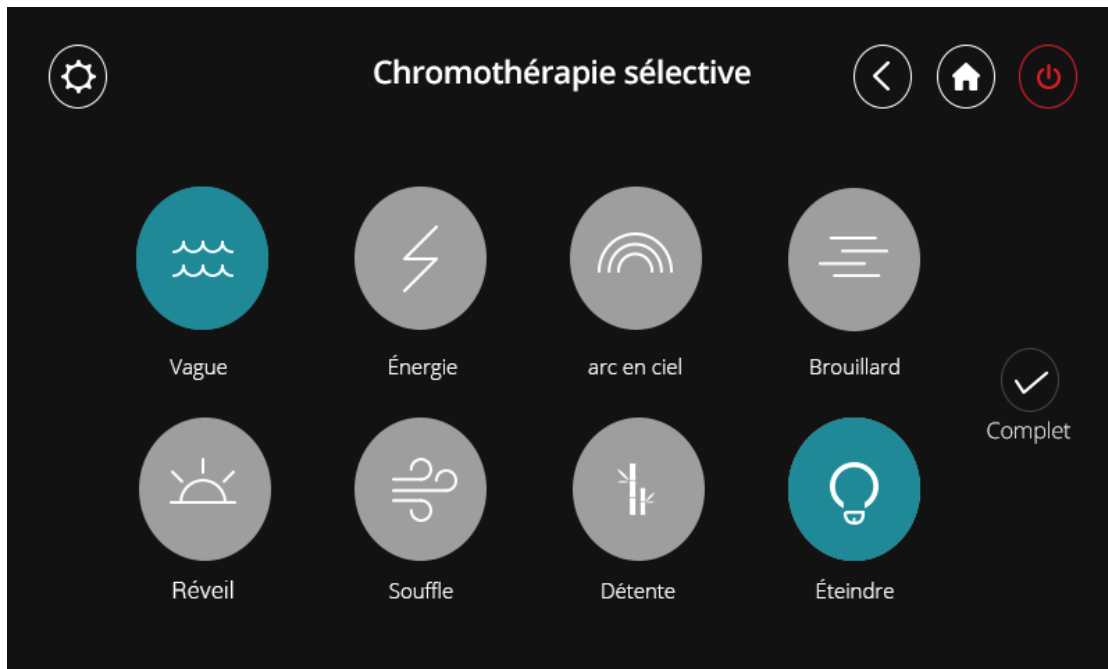 Chromothérapie sélective
Vague
Énergie
arc en ciel
Brouillard
Complet
Réveil
Souffle
Détente
Éteindre